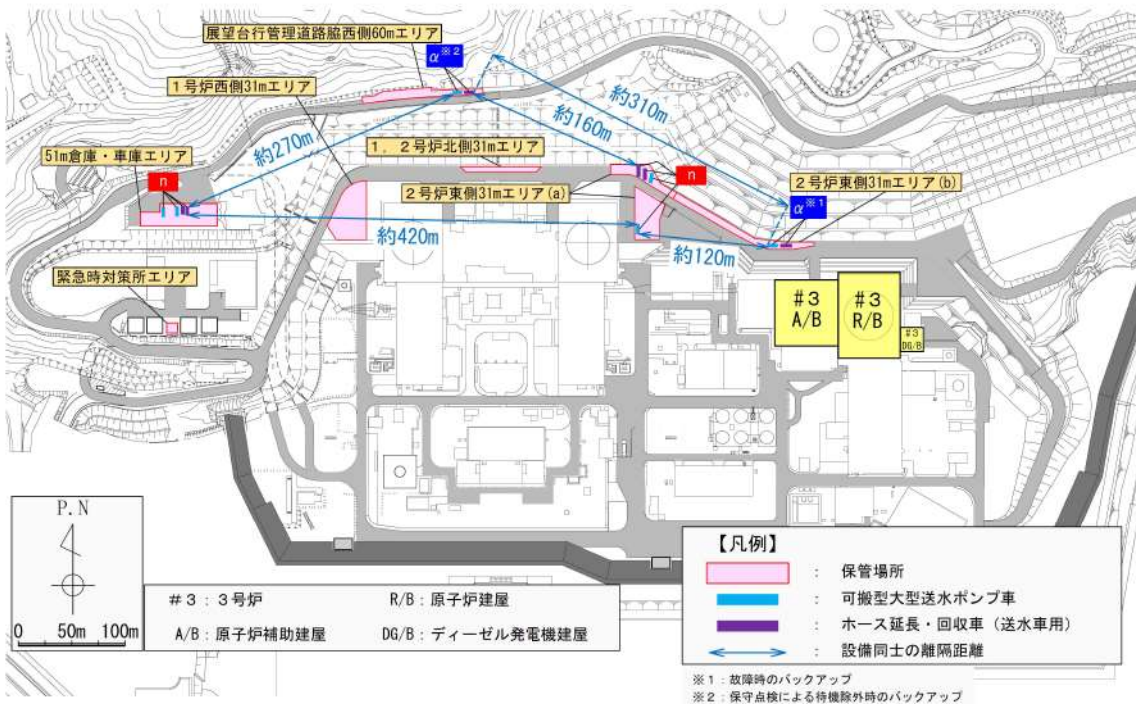 展望台行管理道路脇西側60mエリア
α※2
1号炉西側31mエリア
約310m
約160m
約270m
1,2号炉北側31mエリア
51m倉庫・車庫エリア
n
n
2号炉東側31mエリア(a)
2号炉東側31mエリア(b)
α※1
約420m
約120m
緊急時対策所エリア
#3
A/B
#3
R/B
#3
DG/B
P.N
0 50m 100m
#3:3号炉
R/B:原子炉建屋
A/B:原子炉補助建屋
DG/B:ディーゼル発電機建屋
【凡例】
: 保管場所
: 可搬型大型送水ポンプ車
: ホース延長・回収車(送水車用)
: 設備同士の離隔距離
※1:故障時のバックアップ
※2:保守点検による待機除外時のバックアップ